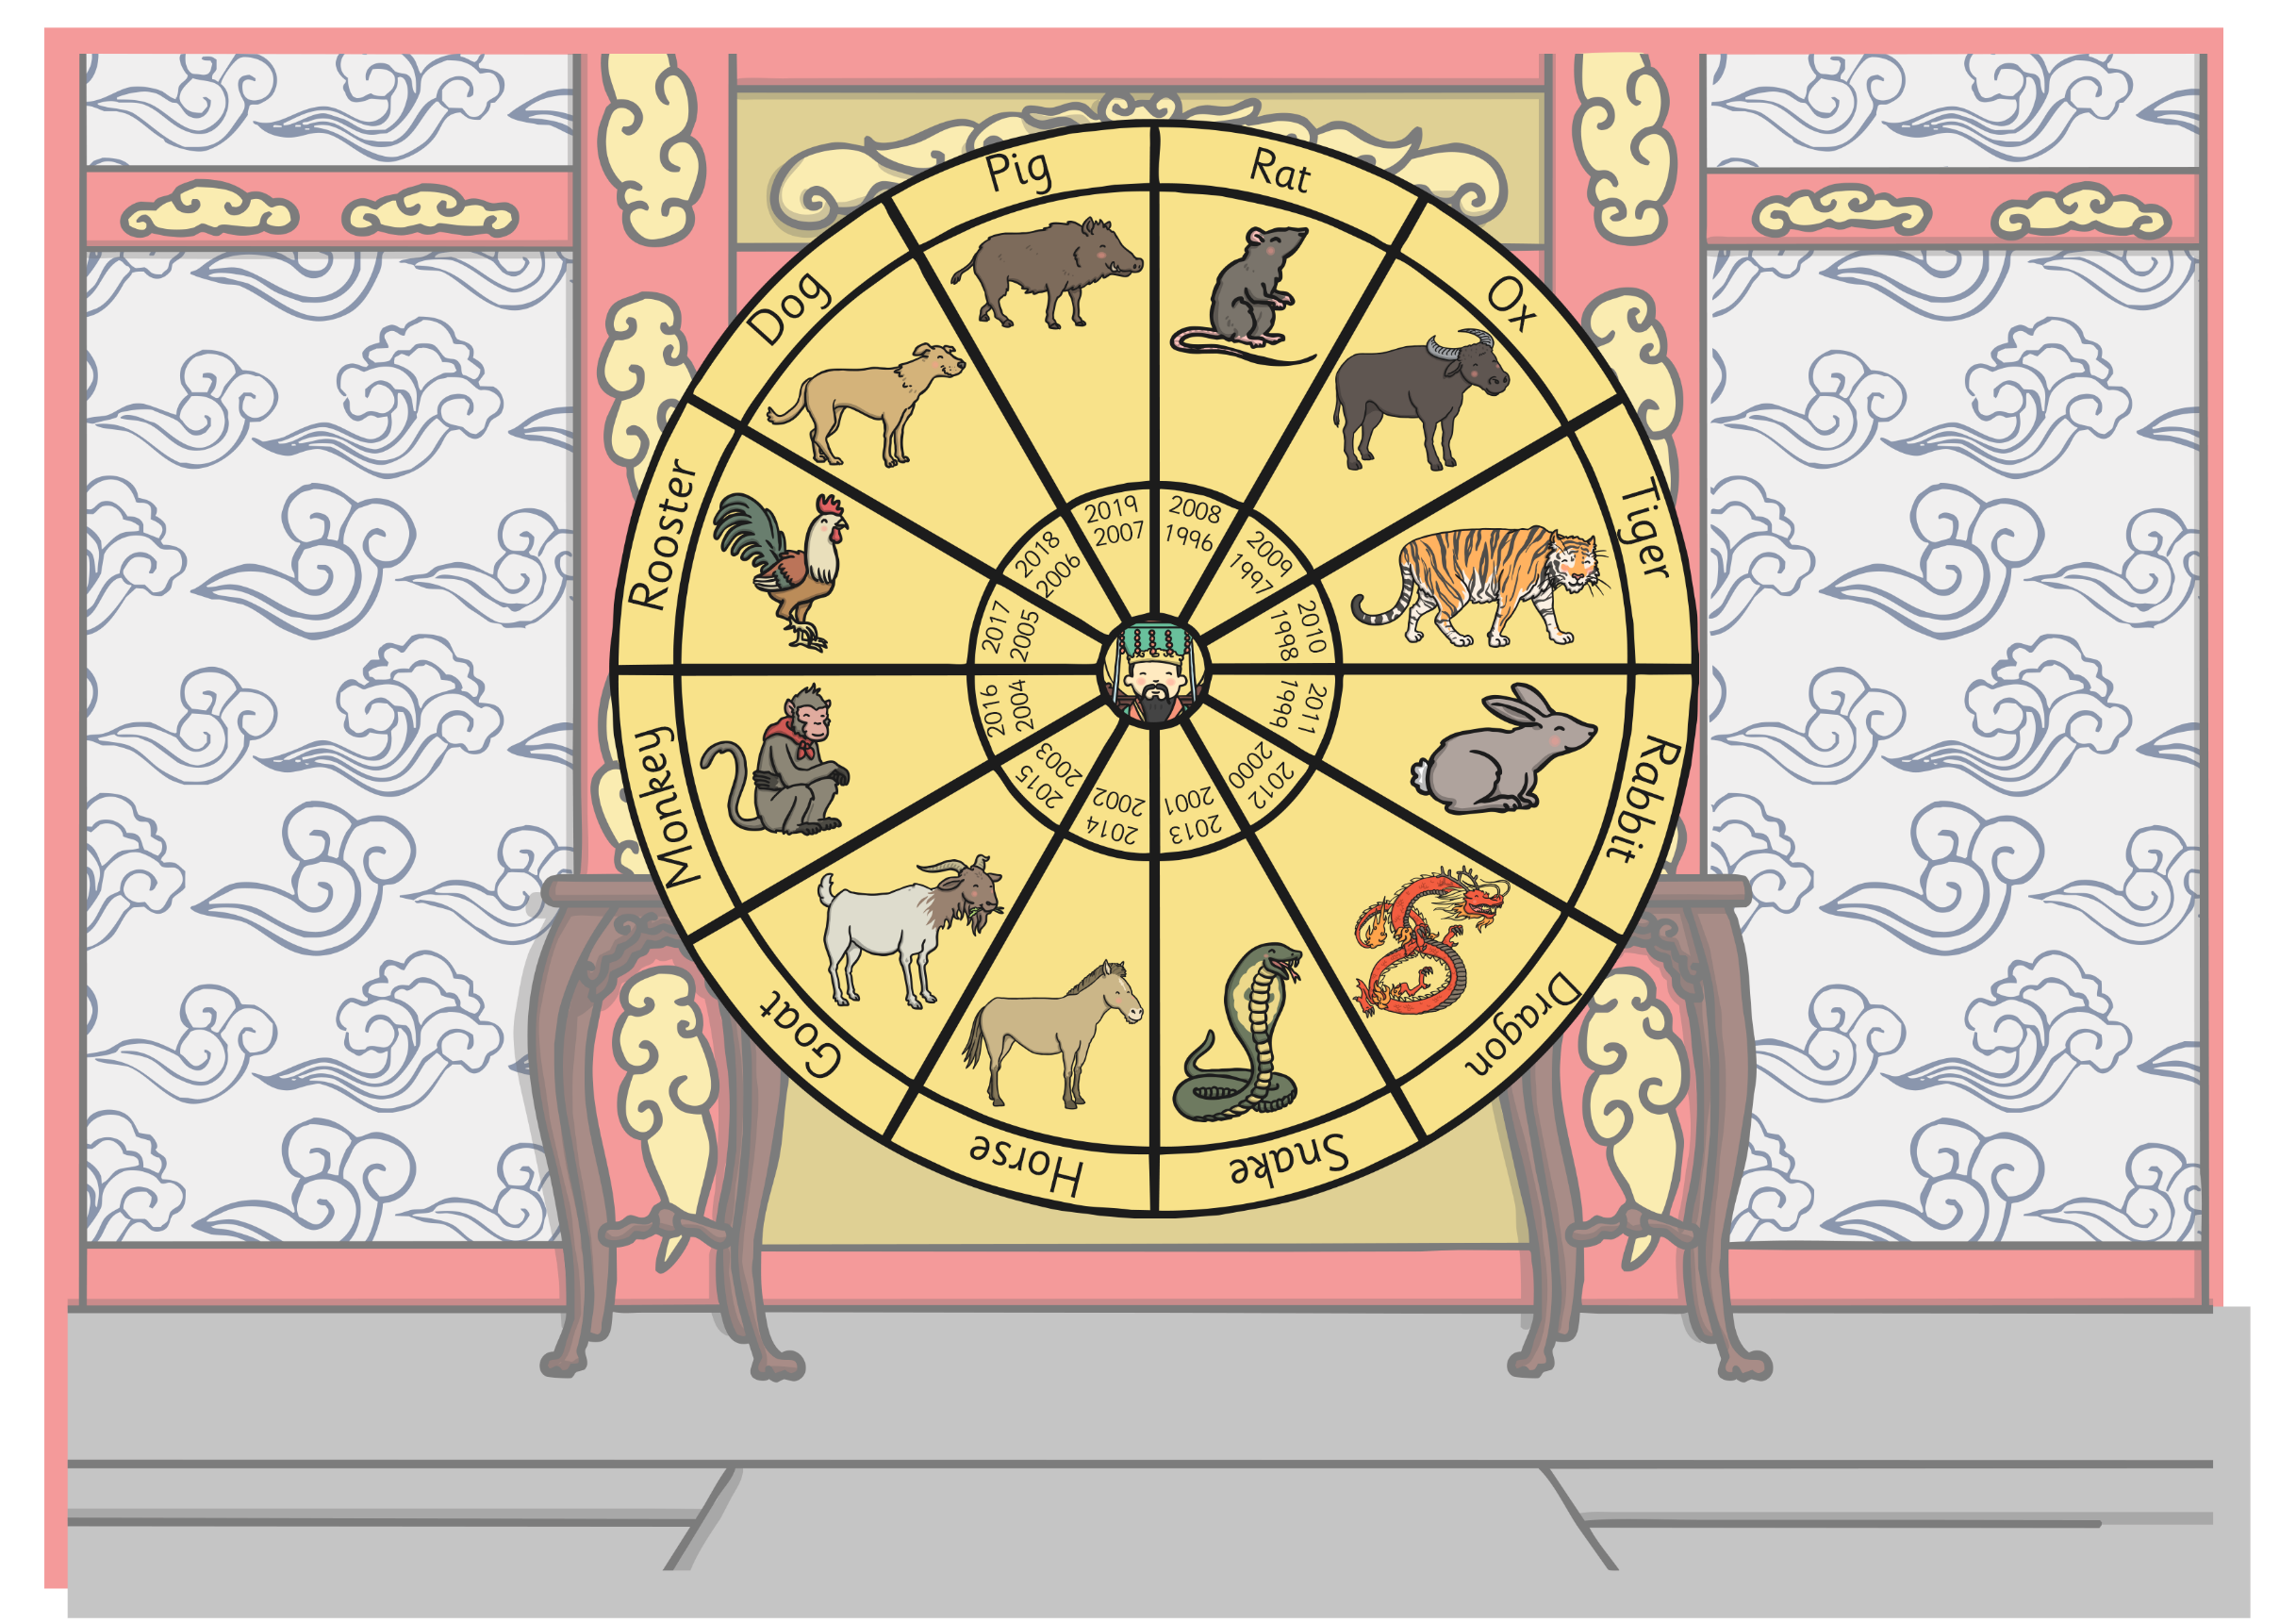 Rat
Ox
Tiger
Rabbit
Dragon
Snake
Horse
Goat
Monkey
Rooster
Dog
Pig
2008
1996
2009
1997
2010
1998
2011
1999
2012
2000
2013
2001
2014
2002
2015
2003
2016
2004
2017
2005
2018
2006
2019
2007